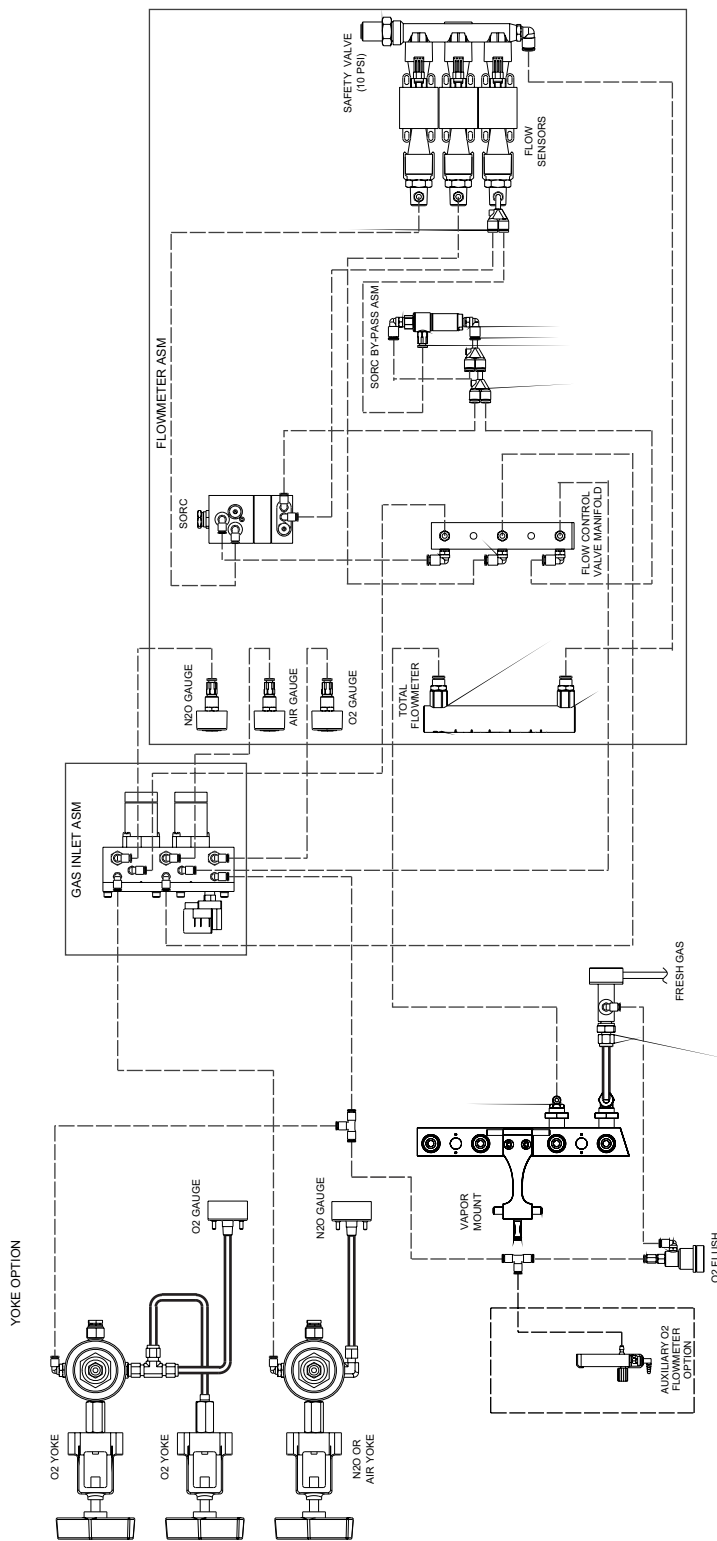 SAFETY VALVE
(10 PSI)
FLOW
SENSORS
FLOWMETER ASM
SORC BY-PASS ASM
SORC
FLOW CONTROL
VALVE MANIFOLD
N2O GAUGE
AIR GAUGE
O2 GAUGE
TOTAL
FLOWMETER
GAS INLET ASM
FRESH GAS
YOKE OPTION
O2 GAUGE
N2O GAUGE
VAPOR
MOUNT
O2 FLUSH
O2 YOKE
O2 YOKE
N2O OR
AIR YOKE
AUXILIARY O2
FLOWMETER
OPTION